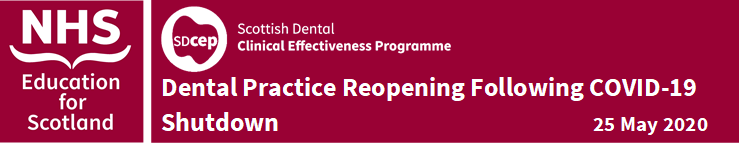 NHS
Education
for
Scotland
SDcep
Scottish Dental
Clinical Effectiveness Programme
Dental Practice Reopening Following COVID-19
Shutdown
25 May 2020